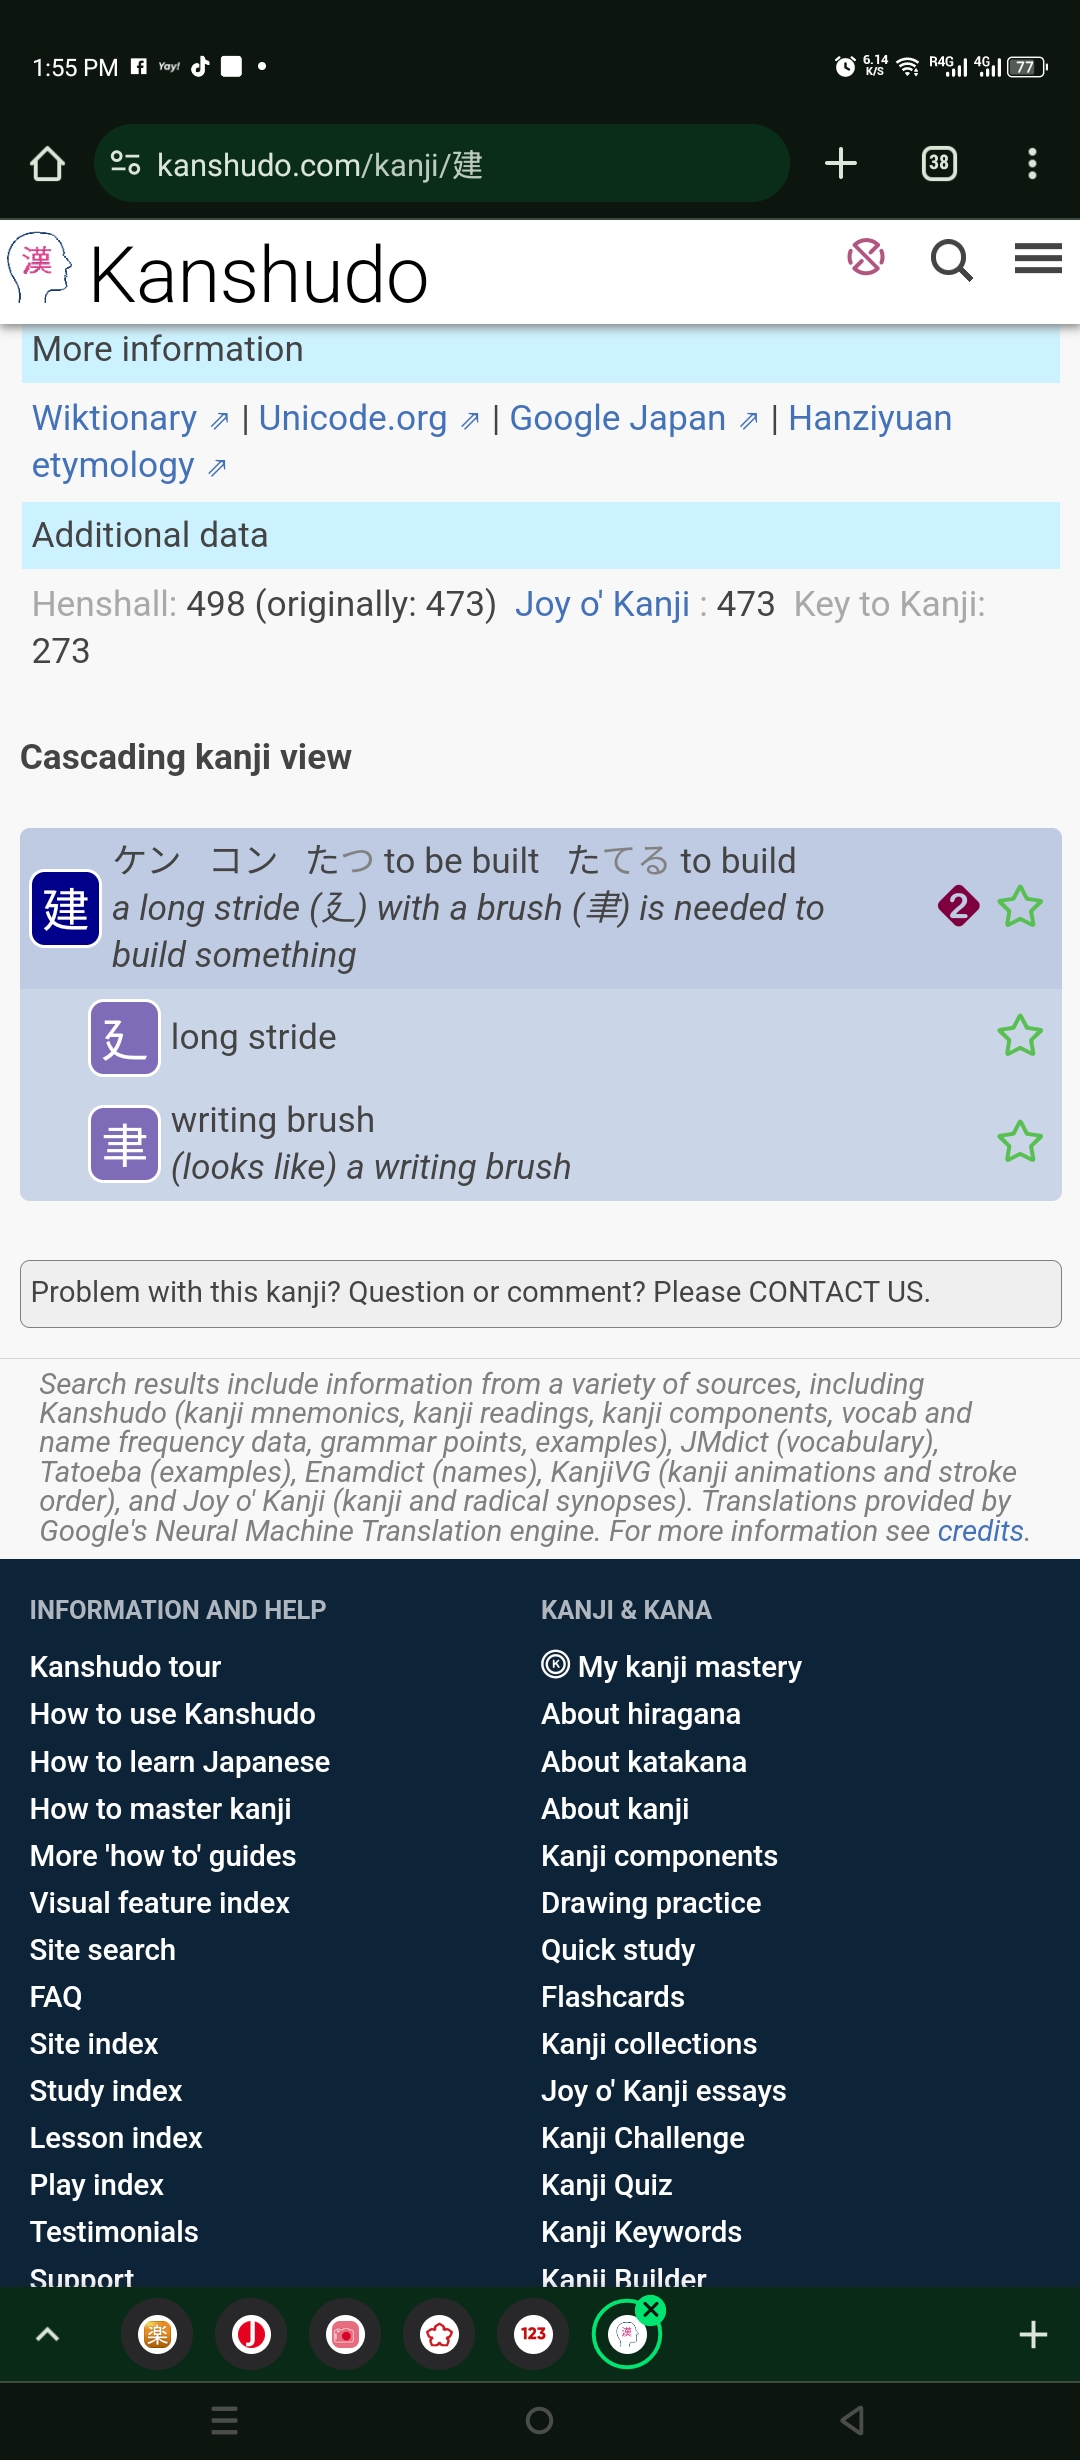 1:55 PM Yay! 6.14 K/S R4G 4G 77
kanshudo.com/kanji/建 38
漢 Kanshudo
More information
Wiktionary ⇗ | Unicode.org ⇗ | Google Japan ⇗ | Hanziyuan
etymology ⇗
Additional data
Henshall: 498 (originally: 473) Joy o' Kanji : 473 Key to Kanji:
273
Cascading kanji view
ケン コン たつ to be built たてる to build
建 a long stride (廴) with a brush (聿) is needed to 2
build something
廴 long stride
writing brush
聿 (looks like) a writing brush
Problem with this kanji? Question or comment? Please CONTACT US.
Search results include information from a variety of sources, including
Kanshudo (kanji mnemonics, kanji readings, kanji components, vocab and
name frequency data, grammar points, examples), JMdict (vocabulary),
Tatoeba (examples), Enamdict (names), KanjiVG (kanji animations and stroke
order), and Joy o' Kanji (kanji and radical synopses). Translations provided by
Google's Neural Machine Translation engine. For more information see credits.
INFORMATION AND HELP
Kanshudo tour
How to use Kanshudo
How to learn Japanese
How to master kanji
More 'how to' guides
Visual feature index
Site search
FAQ
Site index
Study index
Lesson index
Play index
Testimonials
Support
KANJI & KANA
K My kanji mastery
About hiragana
About katakana
About kanji
Kanji components
Drawing practice
Quick study
Flashcards
Kanji collections
Joy o' Kanji essays
Kanji Challenge
Kanji Quiz
Kanji Keywords
Kanji Builder
楽 J 123 漢